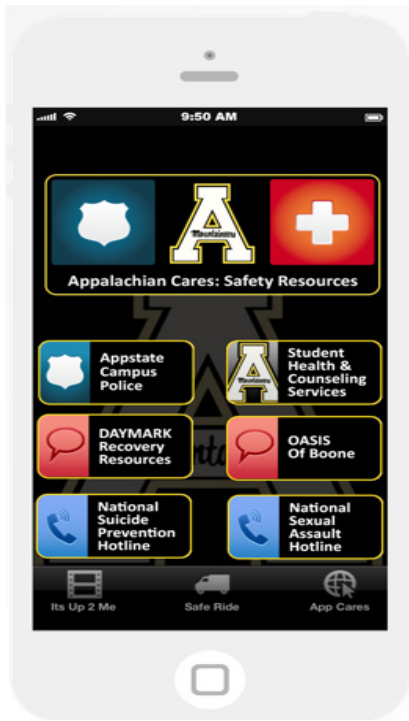 9:50 AM
A
Mountaineers
Appalachian Cares: Safety Resources
Appstate
Campus
Police
A
Student
Health &
Counseling
Services
DAYMARK
Recovery
Resources
OASIS
Of Boone
National
Suicide
Prevention
Hotline
National
Sexual
Assault
Hotline
Its Up 2 Me
Safe Ride
App Cares